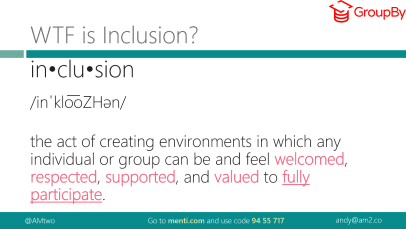 GroupBy
WTF is Inclusion?
in•clu•sion
/inˈklo͞oZHən/
the act of creating environments in which any
individual or group can be and feel welcomed,
respected, supported, and valued to fully
participate.
@AMtwo
Go to menti.com and use code 94 55 717
andy@am2.co